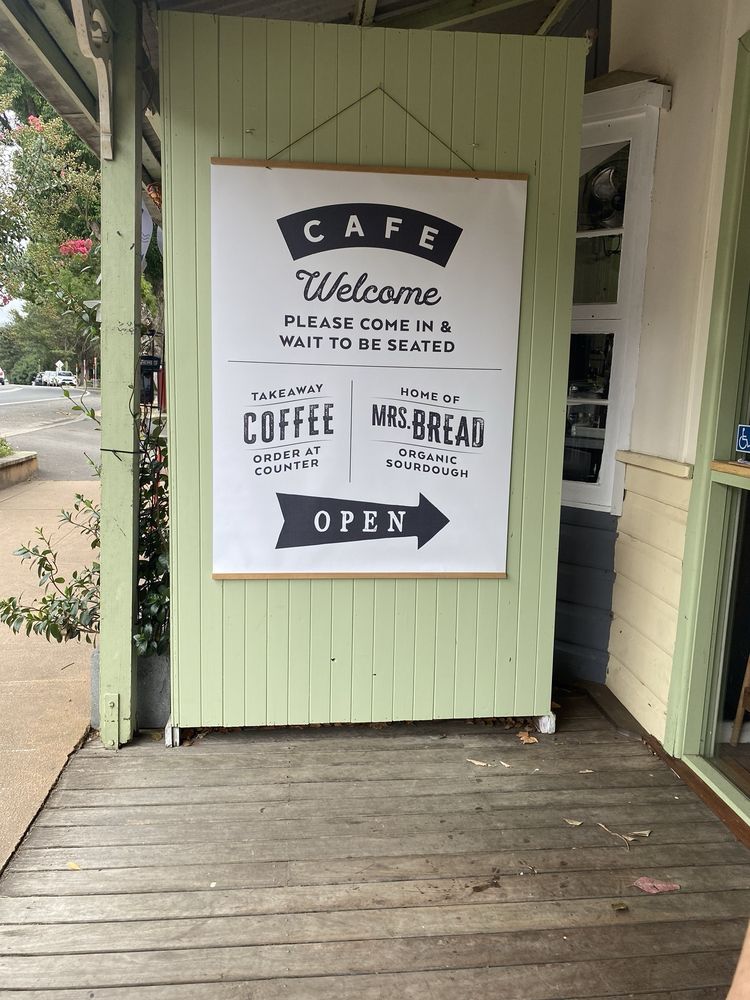 CAFE
Welcome
PLEASE COME IN &
WAIT TO BE SEATED
TAKEAWAY
COFFEE
ORDER AT
COUNTER
HOME OF
MRS. BREAD
ORGANIC
SOURDOUGH
OPEN